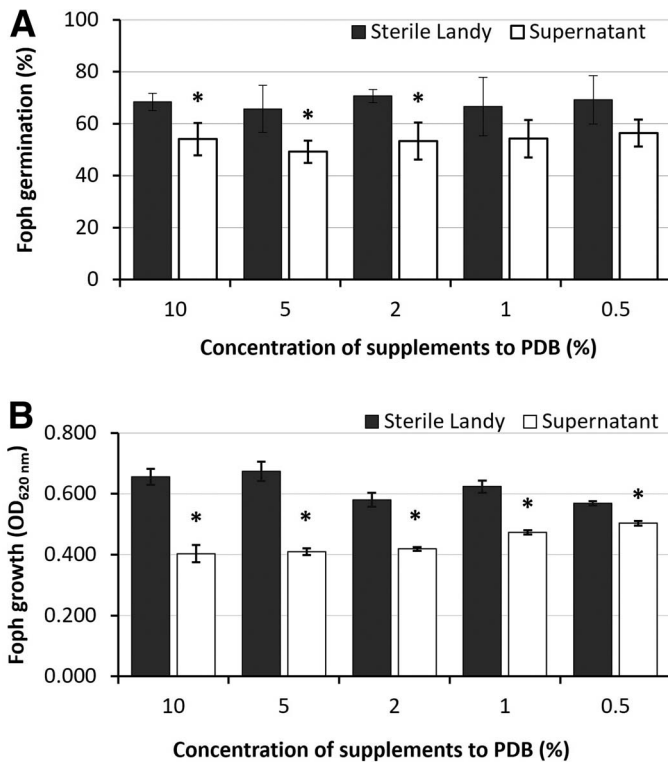 A
Sterile Landy Supernatant
Foph germination (%)
100
80
60
40
20
0
* * *
10 5 2 1 0.5
Concentration of supplements to PDB (%)
B
Sterile Landy Supernatant
Foph growth (OD620 nm)
0.800
0.600
0.400
0.200
0.000
* * * * *
10 5 2 1 0.5
Concentration of supplements to PDB (%)